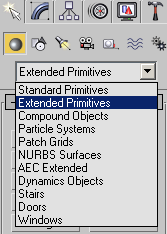 Extended Primitives
Standard Primitives
Extended Primitives
Compound Objects
Particle Systems
Patch Grids
NURBS Surfaces
AEC Extended
Dynamics Objects
Stairs
Doors
Windows